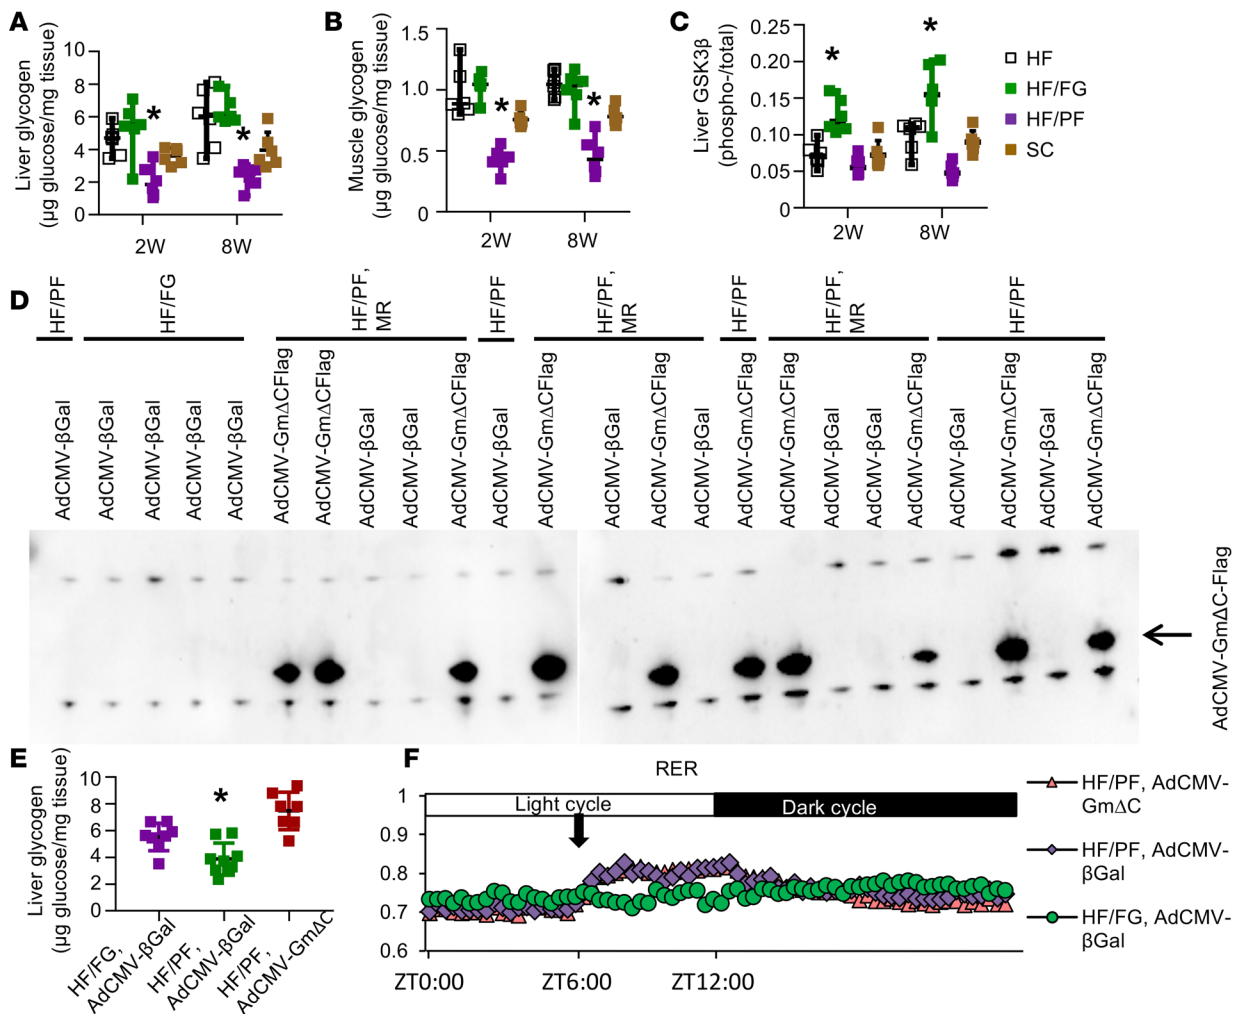 A
Liver glycogen
(µg glucose/mg tissue)
10
8
6
4
2
0
*
*
2W
8W
B
Muscle glycogen
(µg glucose/mg tissue)
1.5
1.0
0.5
0
*
*
2W
8W
C
Liver GSK3β
(phospho-/total)
0.25
0.20
0.15
0.10
0.05
0
*
*
2W
8W
HF
HF/FG
HF/PF
SC
D
HF/PF
HF/FG
HF/PF,
MR
HF/PF
HF/PF,
MR
HF/PF
HF/PF,
MR
HF/PF
AdCMV-βGal
AdCMV-βGal
AdCMV-βGal
AdCMV-βGal
AdCMV-βGal
AdCMV-GmΔCFlag
AdCMV-GmΔCFlag
AdCMV-βGal
AdCMV-βGal
AdCMV-GmΔCFlag
AdCMV-βGal
AdCMV-GmΔCFlag
AdCMV-βGal
AdCMV-GmΔCFlag
AdCMV-βGal
AdCMV-GmΔCFlag
AdCMV-GmΔCFlag
AdCMV-βGal
AdCMV-βGal
AdCMV-GmΔCFlag
AdCMV-βGal
AdCMV-GmΔCFlag
AdCMV-βGal
AdCMV-GmΔCFlag
AdCMV-GmΔC-Flag
E
Liver glycogen
(µg glucose/mg tissue)
10
8
6
4
2
0
*
HF/FG,
AdCMV-βGal
HF/PF,
AdCMV-βGal
HF/PF,
AdCMV-GmΔC
F
RER
1
0.9
0.8
0.7
0.6
Light cycle
Dark cycle
ZT0:00
ZT6:00
ZT12:00
HF/PF, AdCMV-
GmΔC
HF/PF, AdCMV-
βGal
HF/FG, AdCMV-
βGal